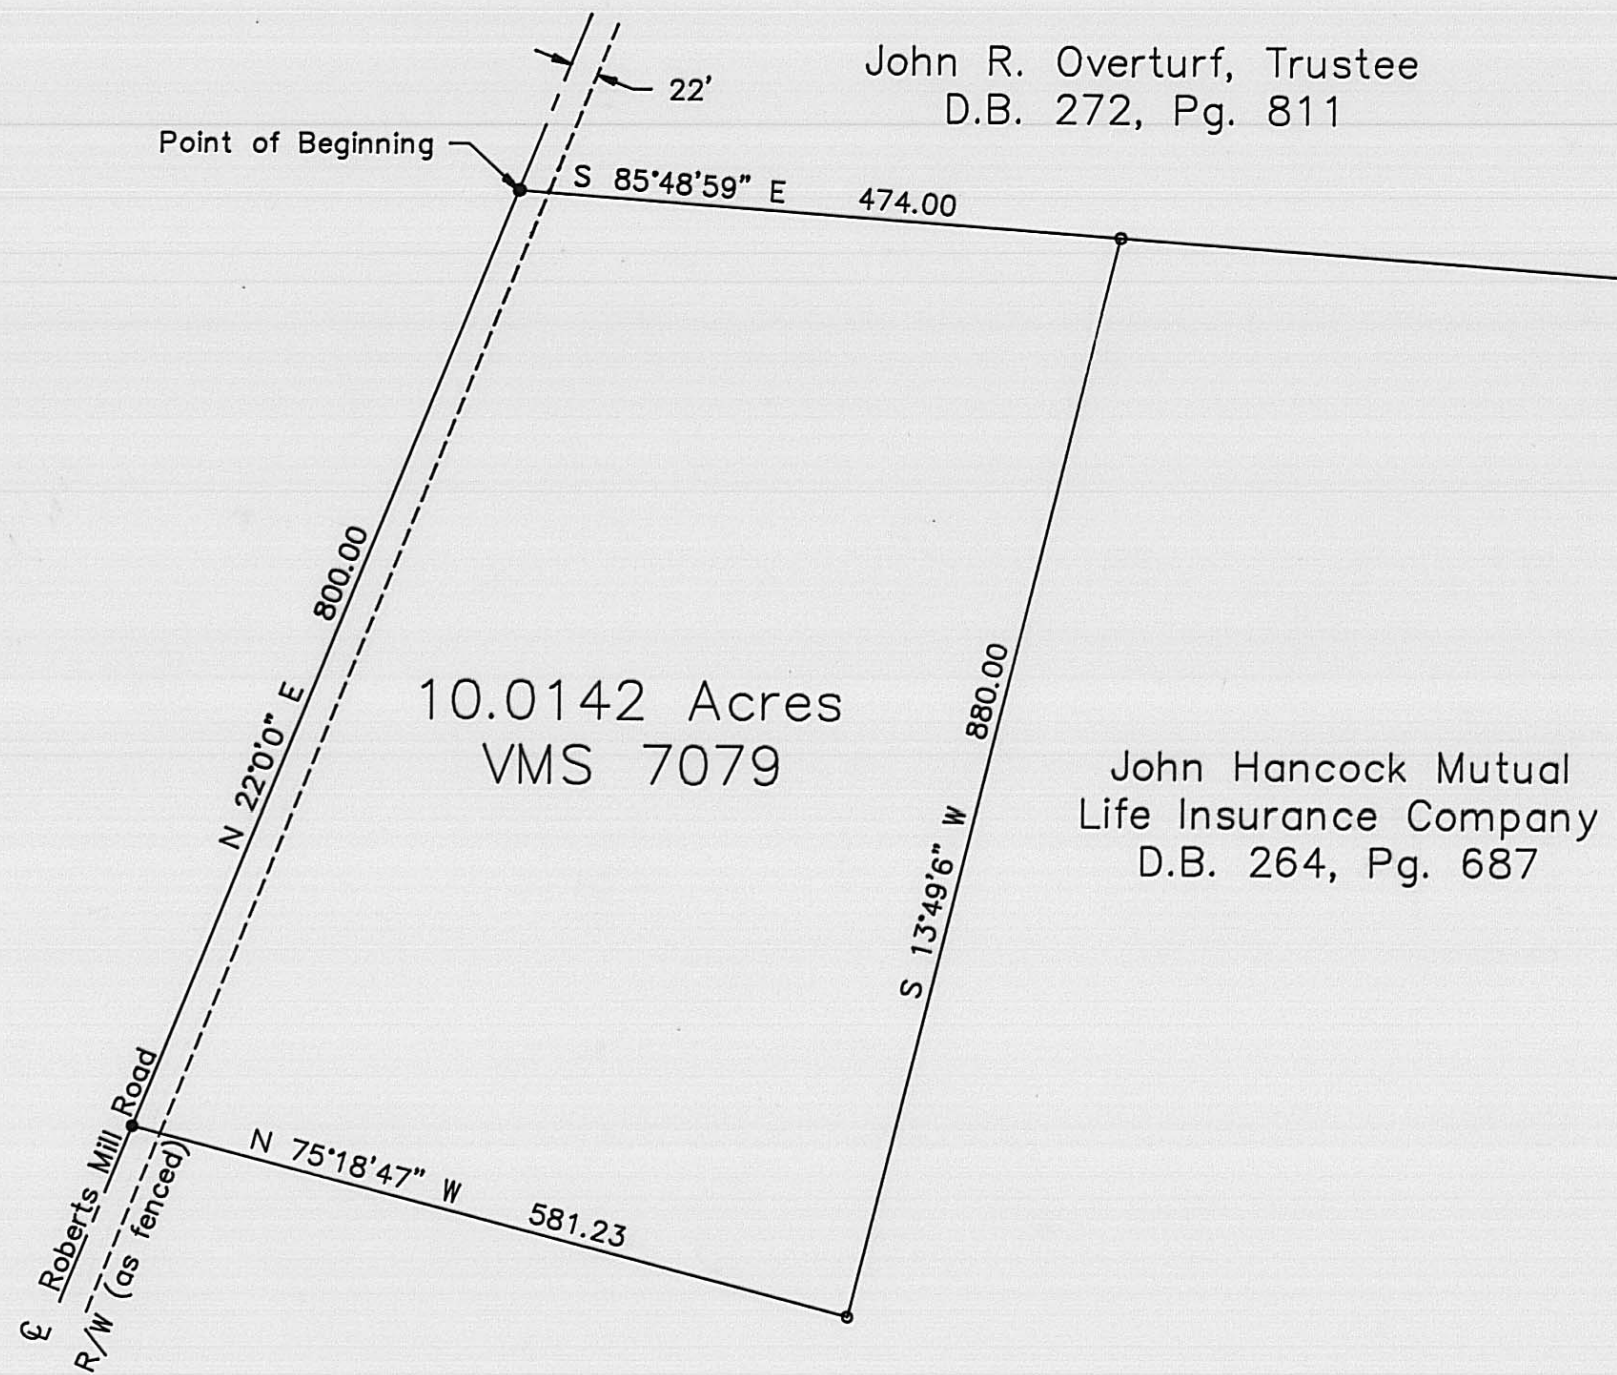 John R. Overturf, Trustee
D.B. 272, Pg. 811
22'
Point of Beginning
S 85°48'59" E 474.00
N 22°0'0" E 800.00
10.0142 Acres
VMS 7079
S 13°49'6" W 880.00
John Hancock Mutual
Life Insurance Company
D.B. 264, Pg. 687
N 75°18'47" W 581.23
℄ Roberts Mill Road
R/W (as fenced)